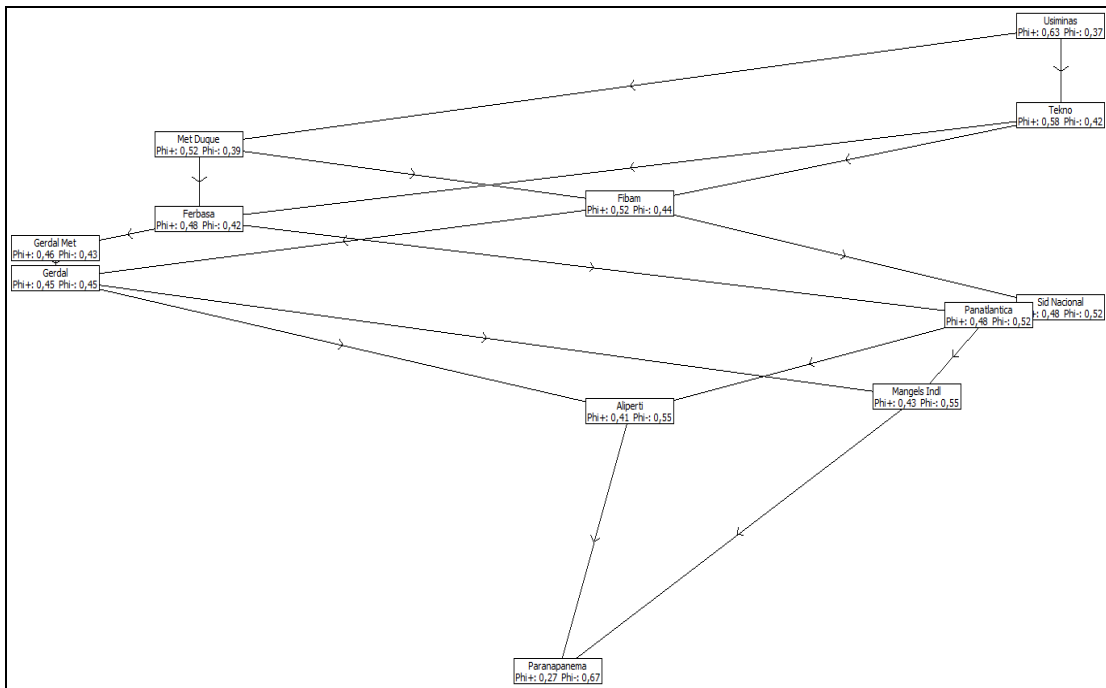 Usiminas
Phi+: 0,63 Phi-: 0,37
Tekno
Phi+: 0,58 Phi-: 0,42
Met Duque
Phi+: 0,52 Phi-: 0,39
Fibam
Phi+: 0,52 Phi-: 0,44
Ferbasa
Phi+: 0,48 Phi-: 0,42
Gerdal Met
Phi+: 0,46 Phi-: 0,43
Gerdal
Phi+: 0,45 Phi-: 0,45
Sid Nacional
+: 0,48 Phi-: 0,52
Panatlantica
Phi+: 0,48 Phi-: 0,52
Mangels Indl
Phi+: 0,43 Phi-: 0,55
Aliperti
Phi+: 0,41 Phi-: 0,55
Paranapanema
Phi+: 0,27 Phi-: 0,67